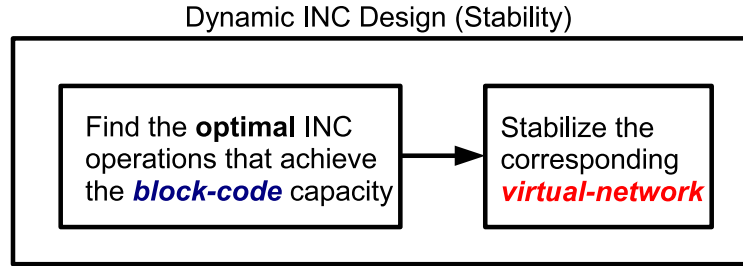 Dynamic INC Design (Stability)
Find the optimal INC
operations that achieve
the block-code capacity
Stabilize the
corresponding
virtual-network